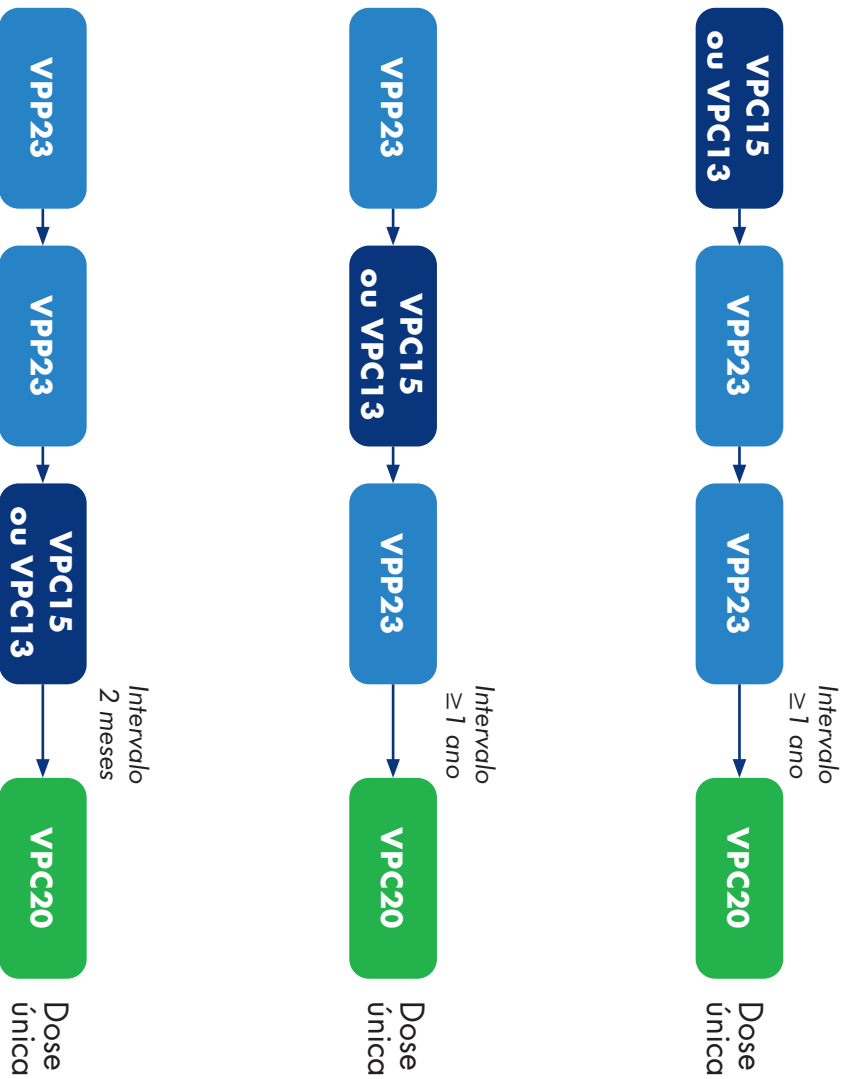 VPC15
ou VPC13
VPP23
VPP23
Intervalo
≥ 1 ano
VPC20
Dose
única
VPP23
VPC15
ou VPC13
VPP23
Intervalo
≥ 1 ano
VPC20
Dose
única
VPP23
VPP23
VPC15
ou VPC13
Intervalo
2 meses
VPC20
Dose
única